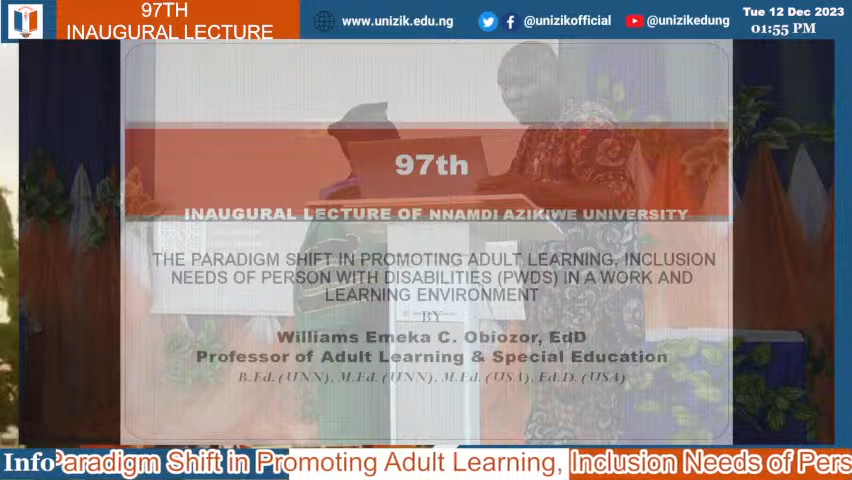 97TH
INAUGURAL LECTURE
www.unizik.edu.ng
@unizikofficial
@unizikedung
Tue 12 Dec 2023
01:55 PM
97th
INAUGURAL LECTURE OF NNAMDI AZIKIWE UNIVERSITY
THE PARADIGM SHIFT IN PROMOTING ADULT LEARNING, INCLUSION
NEEDS OF PERSON WITH DISABILITIES (PWDS) IN A WORK AND
LEARNING ENVIRONMENT
BY
Williams Emeka C. Obiozor, EdD
Professor of Adult Learning & Special Education
B.Ed. (UNN), M.Ed. (UNN), M.Ed. (USA), Ed.D. (USA)
Info
Paradigm Shift in Promoting Adult Learning, Inclusion Needs of Pers